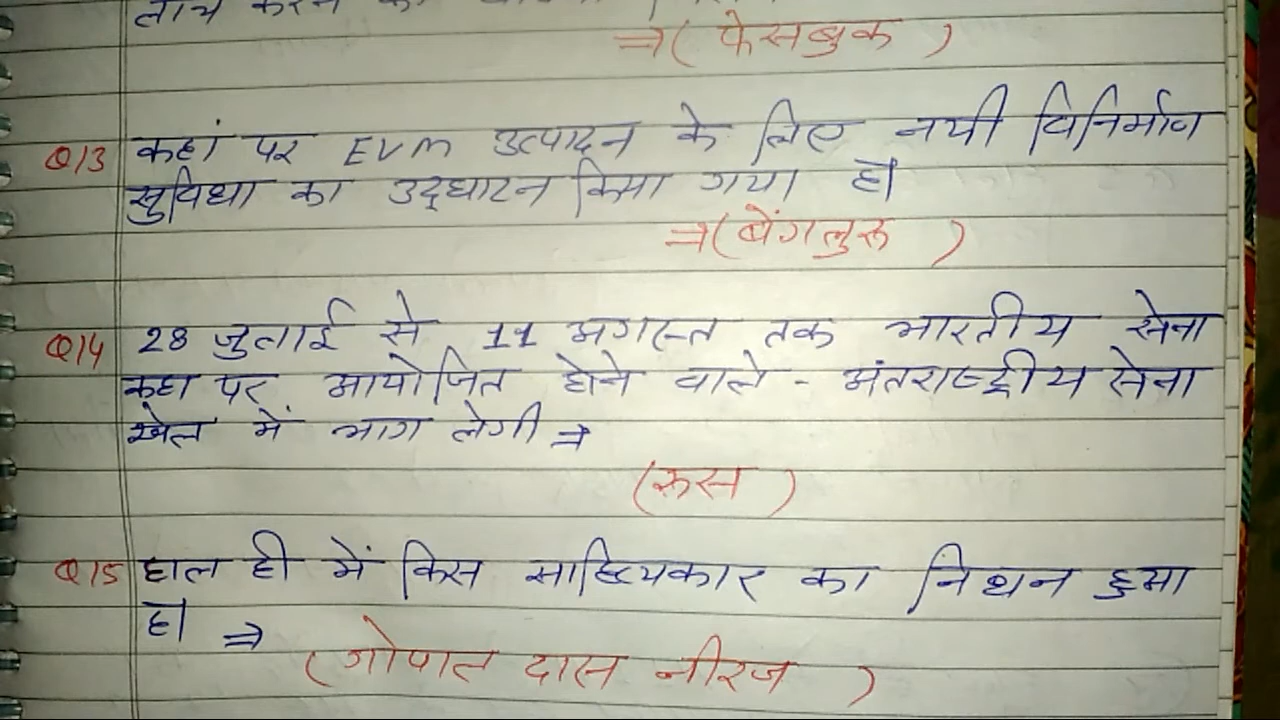 करने
⇒( फेसबुक )
Q13 कहां पर EVM उत्पादन के लिए नयी विनिर्माण
सुविधा का उद्घाटन किया गया है।
⇒(बेंगलुरू )
Q14 28 जुलाई से 11 अगस्त तक भारतीय सेना
कहा पर आयोजित होने वाले - अंतराष्ट्रीय सेना
खेल में भाग लेगी ⇒
(रूस )
Q15 हाल ही में किस साहित्यिकार का निधन हुआ
है। ⇒
(गोपाल दास नीरज )